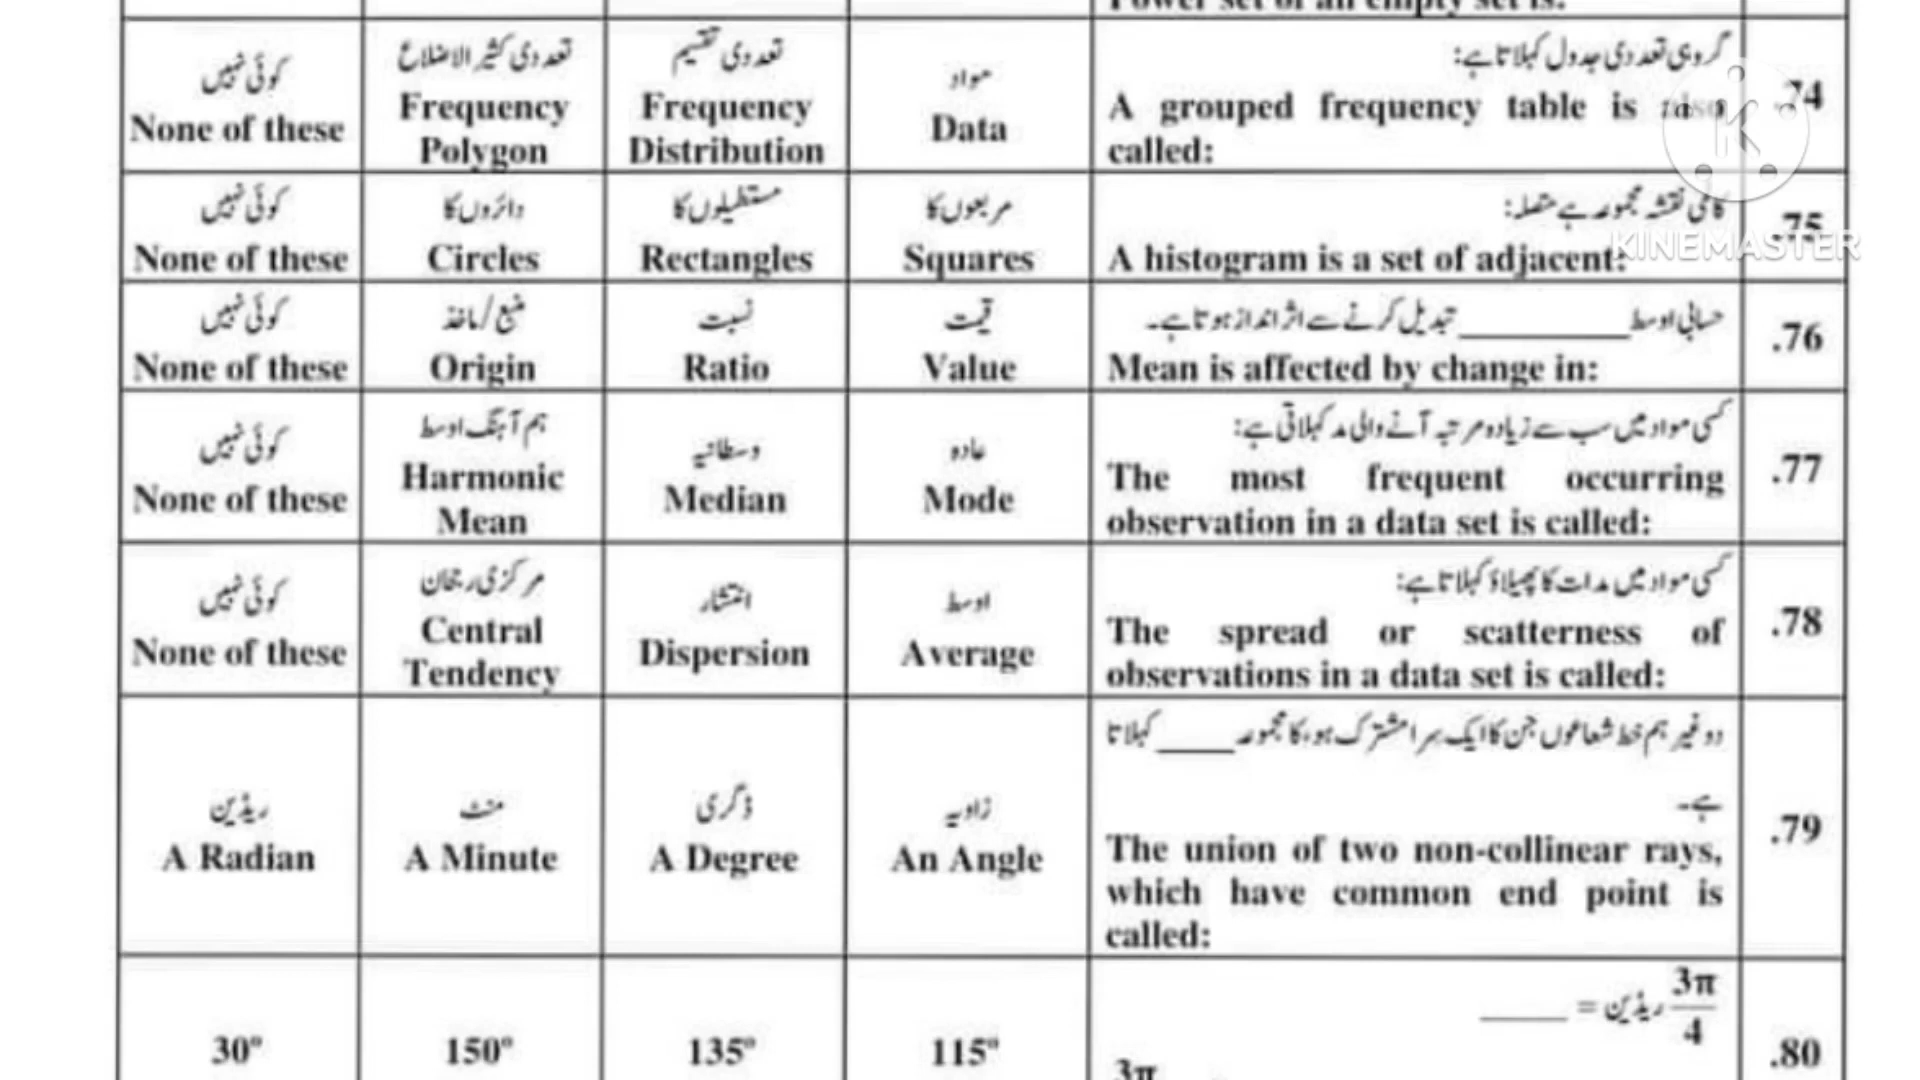 Power set of an empty set is:
.74
گروہی تعددی جدول کہلاتا ہے:
A grouped frequency table is also
called:
مواد
Data
تعددی تقسیم
Frequency
Distribution
تعددی کثیر الاضلاع
Frequency
Polygon
کوئی نہیں
None of these
.75
کالمی نقشہ مجموعہ ہے متصلہ:
A histogram is a set of adjacent:
مربعوں کا
Squares
مستطیلوں کا
Rectangles
دائروں کا
Circles
کوئی نہیں
None of these
.76
حسابی اوسط __________ تبدیل کرنے سے اثر انداز ہوتا ہے۔
Mean is affected by change in:
قیمت
Value
نسبت
Ratio
منبع/ماخذ
Origin
کوئی نہیں
None of these
.77
کسی مواد میں سب سے زیادہ مرتبہ آنے والی مد کہلاتی ہے:
The most frequent occurring
observation in a data set is called:
عادہ
Mode
وسطانیہ
Median
ہم آہنگ اوسط
Harmonic
Mean
کوئی نہیں
None of these
.78
کسی مواد میں مدات کا پھیلاؤ کہلاتا ہے:
The spread or scatterness of
observations in a data set is called:
اوسط
Average
انتشار
Dispersion
مرکزی رجحان
Central
Tendency
کوئی نہیں
None of these
.79
دو غیر ہم خط شعاعوں جن کا ایک سرا مشترک ہو، کا مجموعہ _____ کہلاتا
ہے۔
The union of two non-collinear rays,
which have common end point is
called:
زاویہ
An Angle
ڈگری
A Degree
منٹ
A Minute
ریڈین
A Radian
.80
3π/4 ریڈین = _____
3π
115º
135º
150º
30º
KINEMASTER